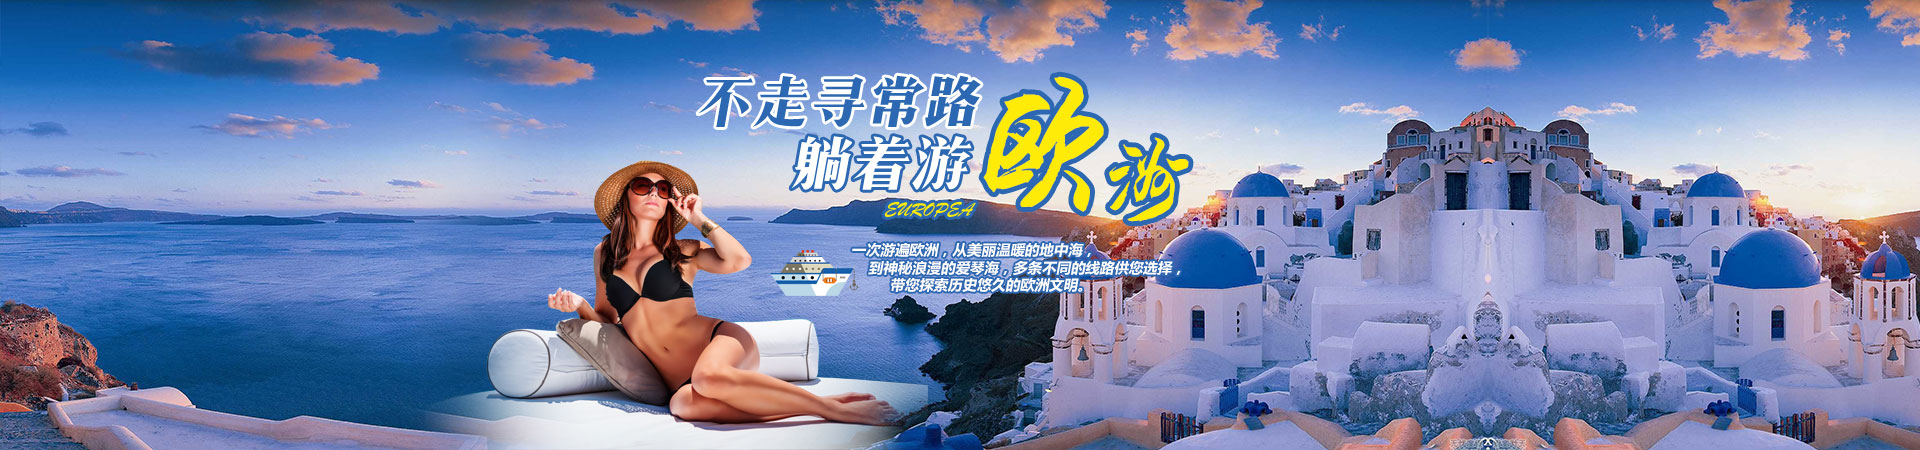 不走寻常路
躺着游欧洲
EUROPEA
一次游遍欧洲，从美丽温暖的地中海，
到神秘浪漫的爱琴海，多条不同的线路供您选择，
带您探索历史悠久的欧洲文明。